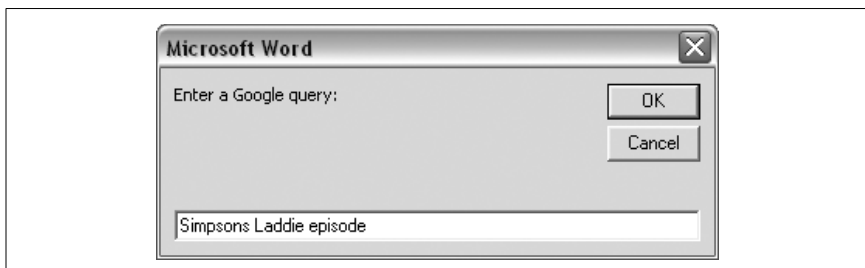 Microsoft Word
Enter a Google query:
OK
Cancel
Simpsons Laddie episode